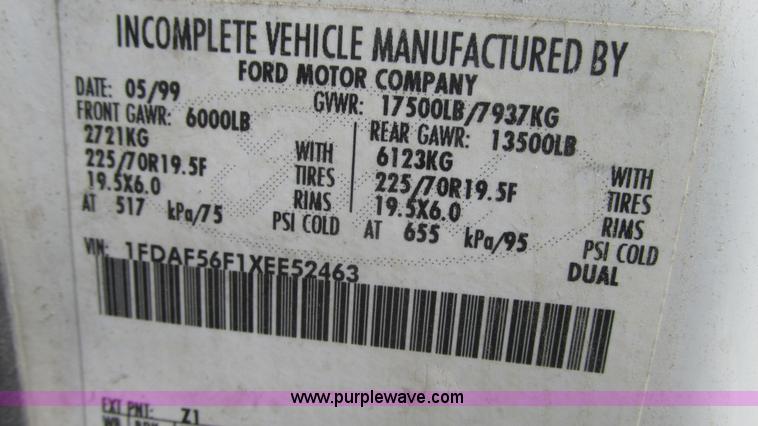 INCOMPLETE VEHICLE MANUFACTURED BY
FORD MOTOR COMPANY
DATE: 05/99 GVWR: 17500LB/7937KG
FRONT GAWR: 6000LB REAR GAWR: 13500LB
2721KG WITH 6123KG WITH
225/70R19.5F TIRES 225/70R19.5F TIRES
19.5X6.0 RIMS 19.5X6.0 RIMS
AT 517 kPa/75 PSI COLD AT 655 kPa/95 PSI COLD
VIN: 1FDAF56F1XEE52463 DUAL
www.purplewave.com
EXT PNT: Z1